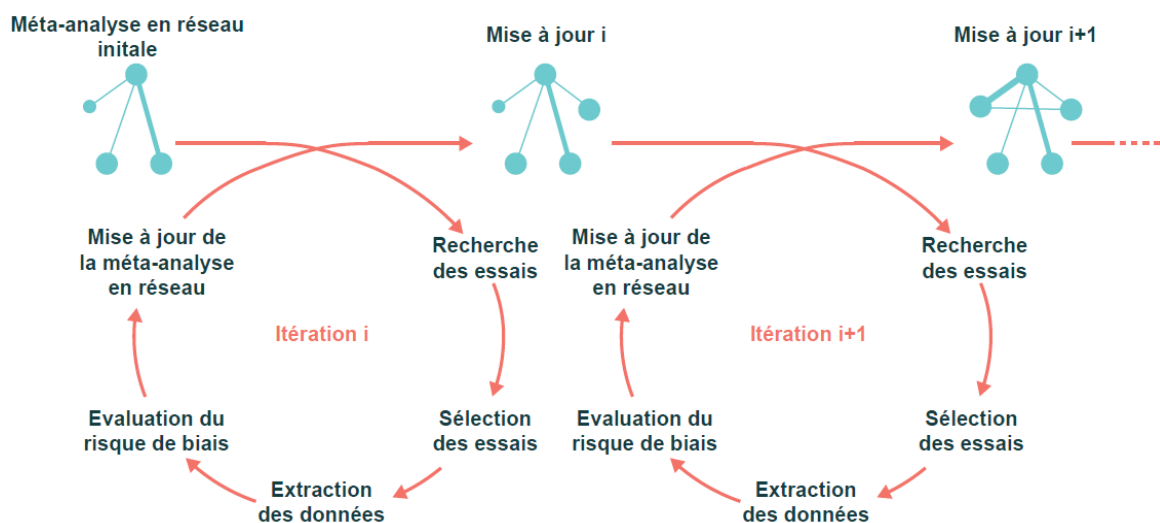 Méta-analyse en réseau
initale
Mise à jour i
Mise à jour i+1
Mise à jour de
la méta-analyse
en réseau
Recherche
des essais
Itération i
Evaluation du
risque de biais
Sélection
des essais
Extraction
des données
Mise à jour de
la méta-analyse
en réseau
Recherche
des essais
Itération i+1
Evaluation du
risque de biais
Sélection
des essais
Extraction
des données